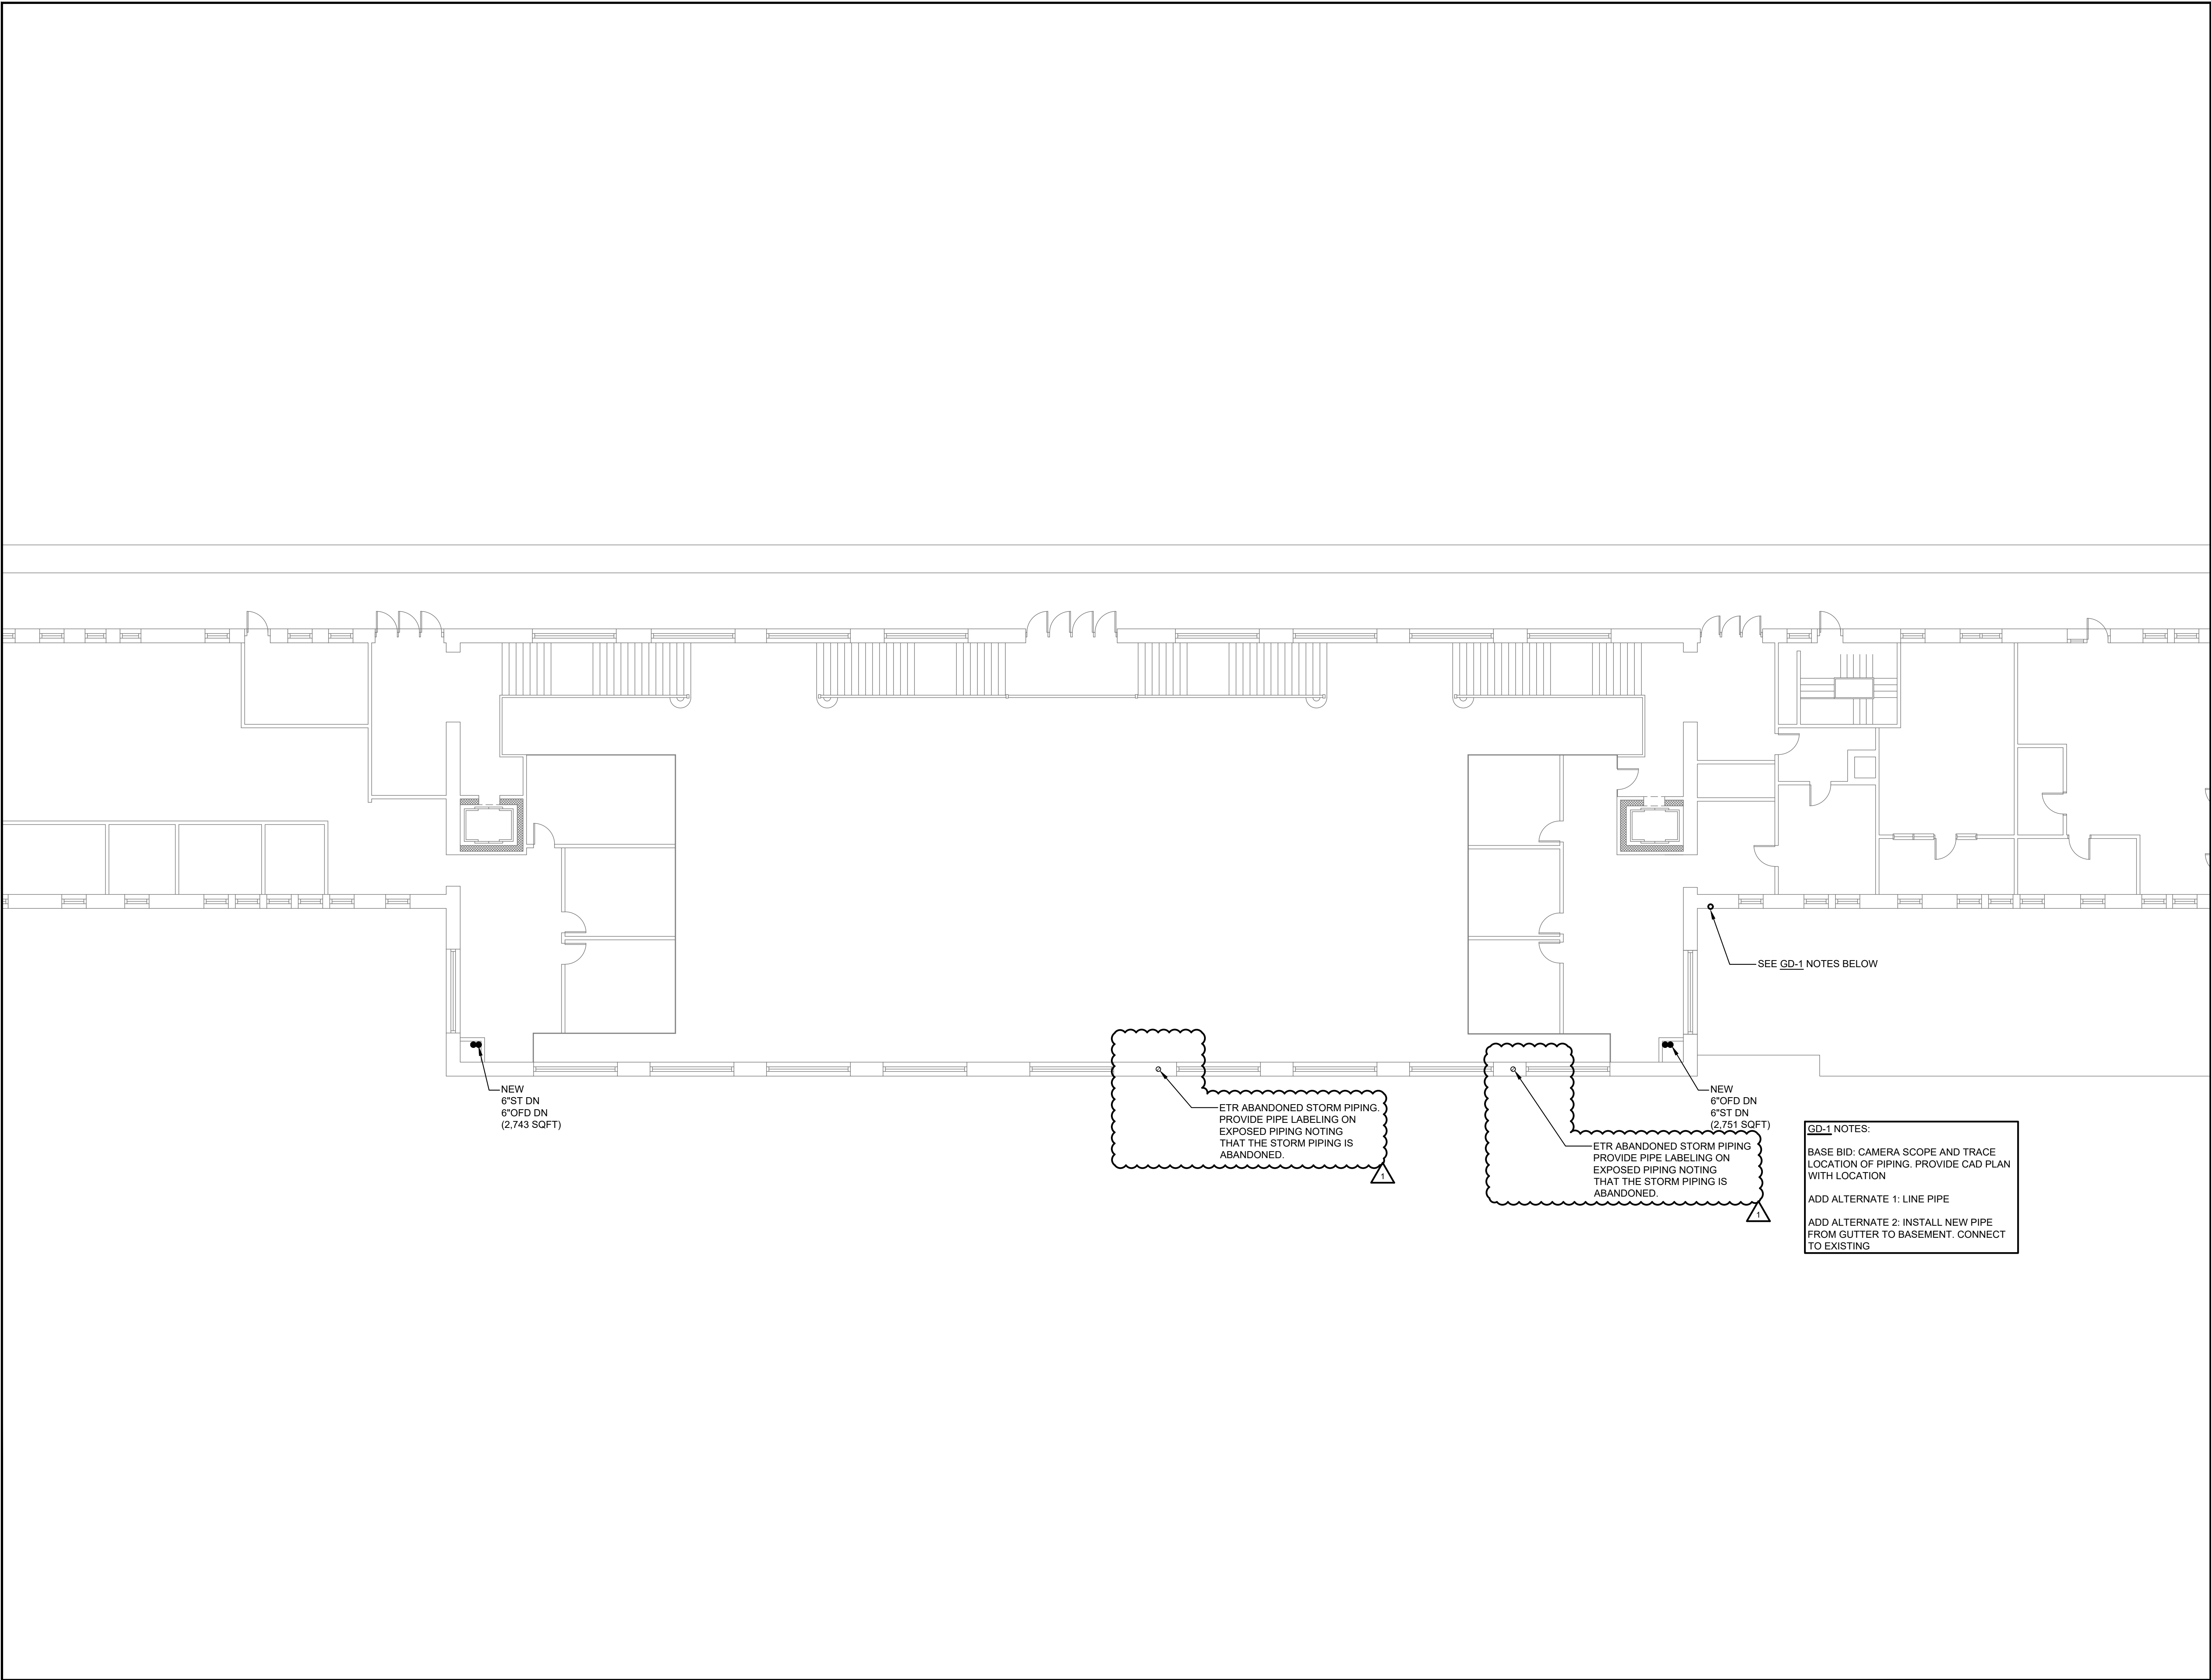 SEE GD-1 NOTES BELOW
NEW
6"ST DN
6"OFD DN
(2,743 SQFT)
ETR ABANDONED STORM PIPING.
PROVIDE PIPE LABELING ON
EXPOSED PIPING NOTING
THAT THE STORM PIPING IS
ABANDONED.
1
ETR ABANDONED STORM PIPING
PROVIDE PIPE LABELING ON
EXPOSED PIPING NOTING
THAT THE STORM PIPING IS
ABANDONED.
1
NEW
6"OFD DN
6"ST DN
(2,751 SQFT)
GD-1 NOTES:
BASE BID: CAMERA SCOPE AND TRACE
LOCATION OF PIPING. PROVIDE CAD PLAN
WITH LOCATION
ADD ALTERNATE 1: LINE PIPE
ADD ALTERNATE 2: INSTALL NEW PIPE
FROM GUTTER TO BASEMENT. CONNECT
TO EXISTING